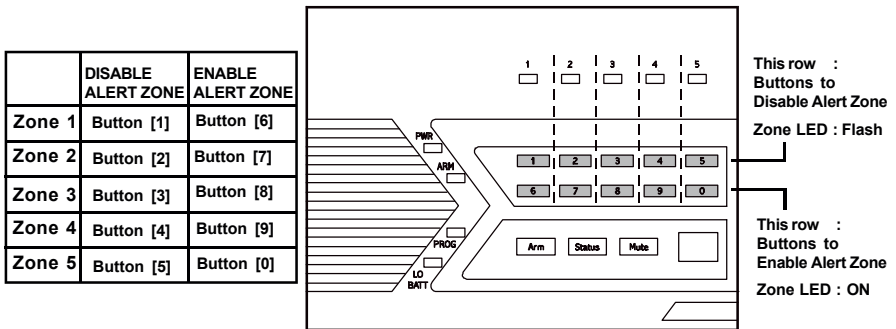 DISABLE ALERT ZONE ENABLE ALERT ZONE
Zone 1 Button [1] Button [6]
Zone 2 Button [2] Button [7]
Zone 3 Button [3] Button [8]
Zone 4 Button [4] Button [9]
Zone 5 Button [5] Button [0]
1 2 3 4 5
PWR
ARM
1 2 3 4 5
6 7 8 9 0
PROG
Arm Status Mute
LO
BATT
This row :
Buttons to
Disable Alert Zone
Zone LED : Flash
This row :
Buttons to
Enable Alert Zone
Zone LED : ON